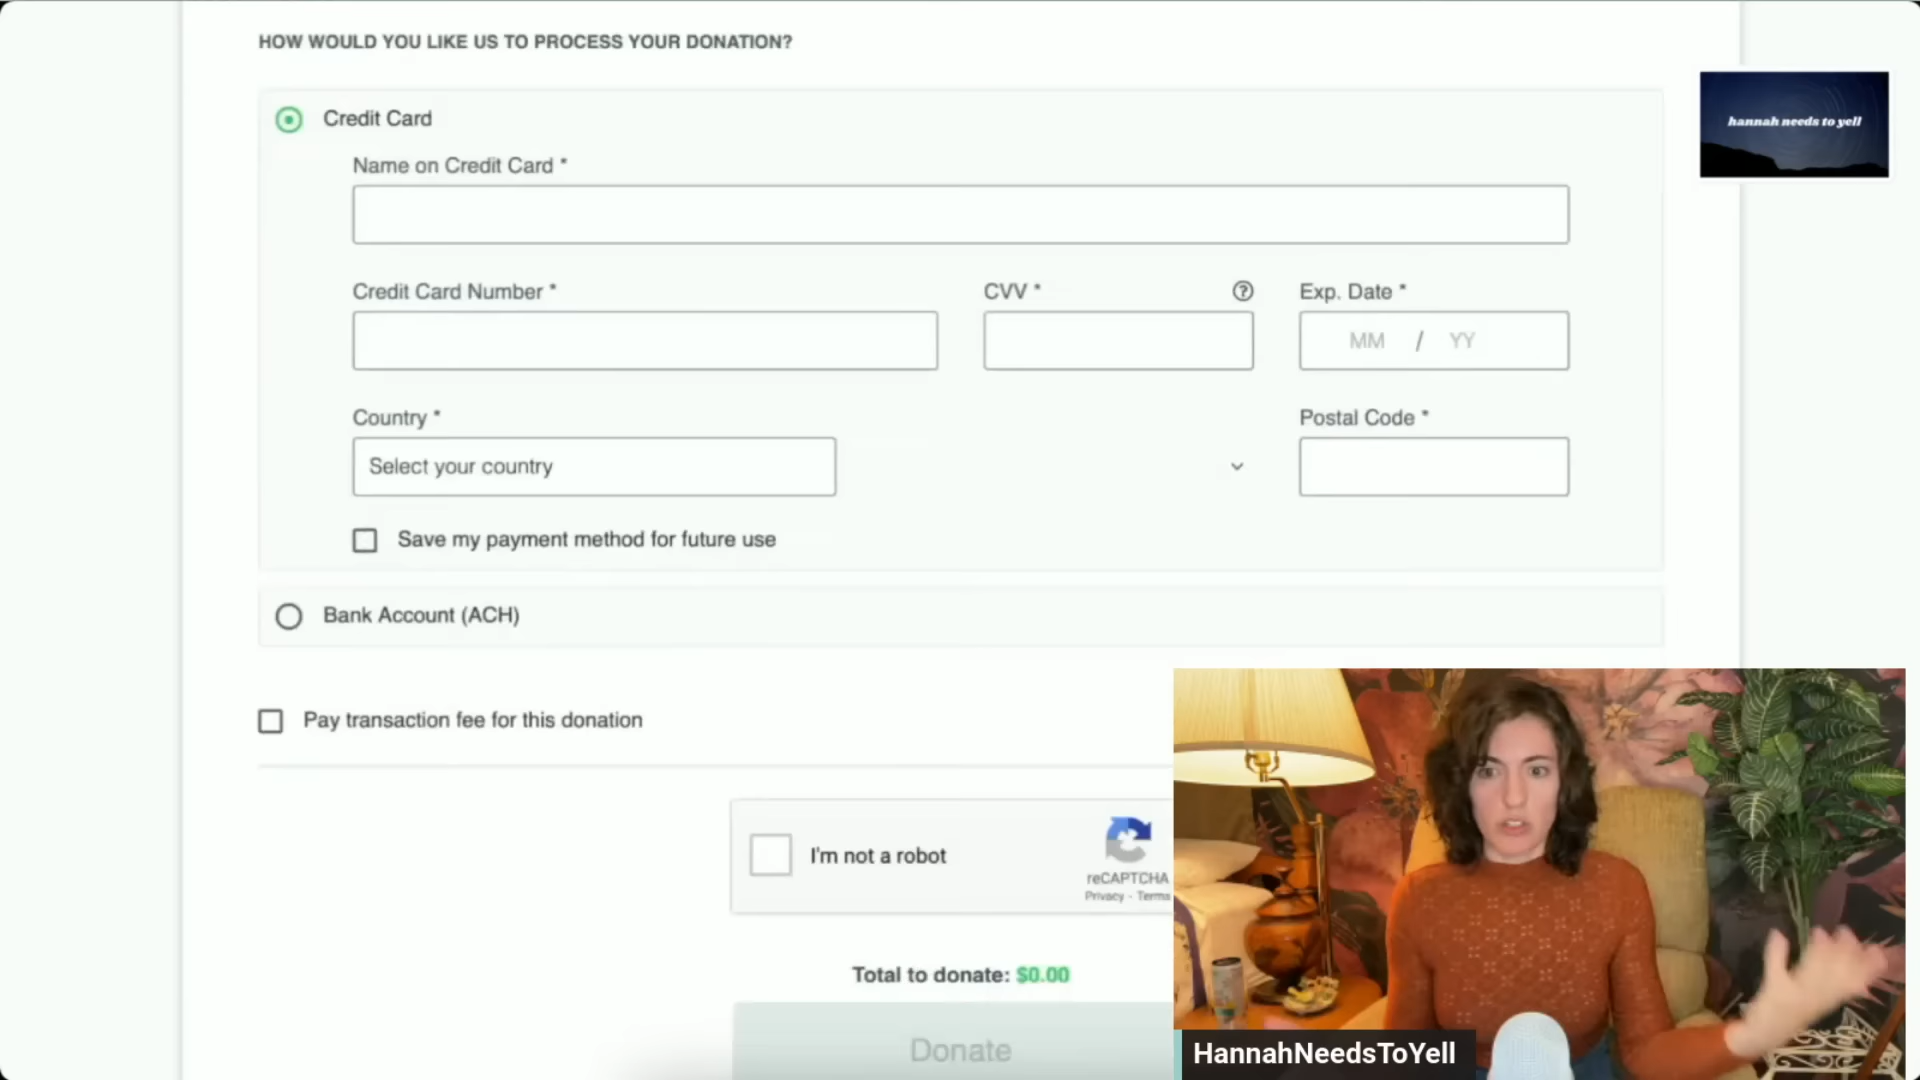 HOW WOULD YOU LIKE US TO PROCESS YOUR DONATION?
Credit Card
Name on Credit Card *
Credit Card Number *
CVV *
?
Exp. Date *
MM / YY
Country *
Postal Code *
Select your country
Save my payment method for future use
Bank Account (ACH)
Pay transaction fee for this donation
I'm not a robot
reCAPTCHA
Privacy - Terms
Total to donate: $0.00
Donate
hannah needs to yell
HannahNeedsToYell